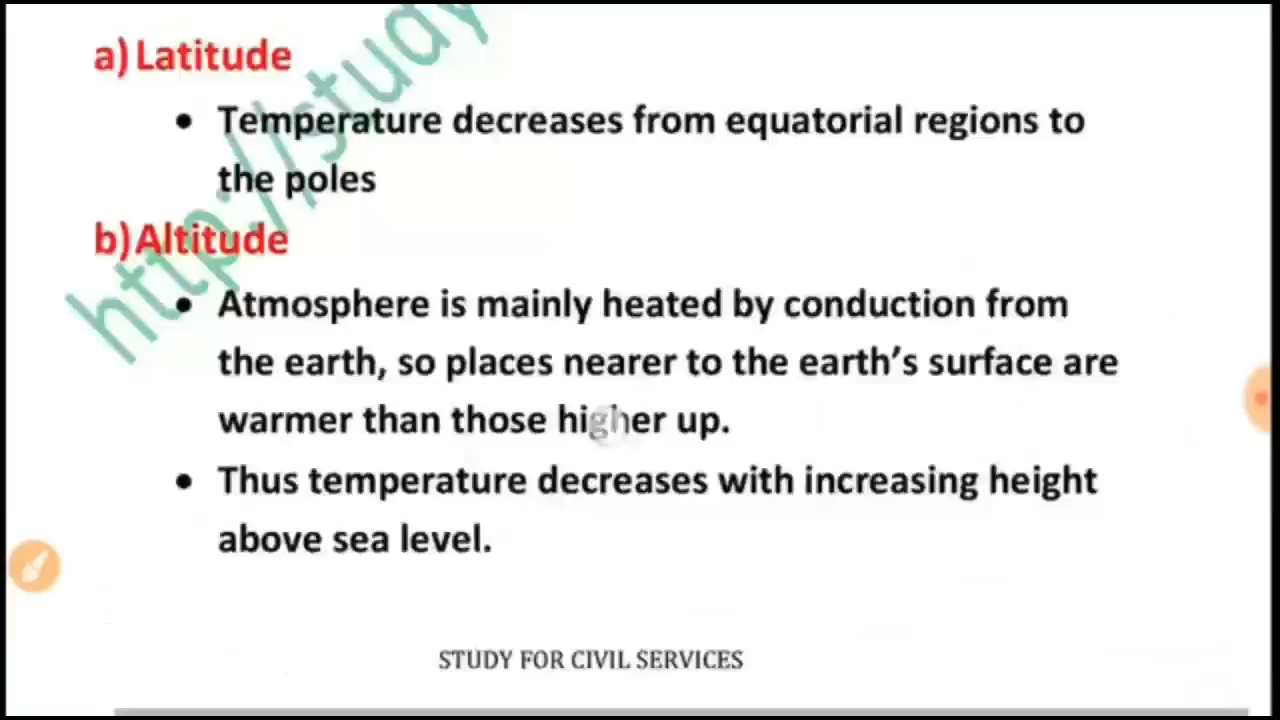 a) Latitude
• Temperature decreases from equatorial regions to
the poles
b) Altitude
• Atmosphere is mainly heated by conduction from
the earth, so places nearer to the earth's surface are
warmer than those higher up.
• Thus temperature decreases with increasing height
above sea level.
http://study
STUDY FOR CIVIL SERVICES